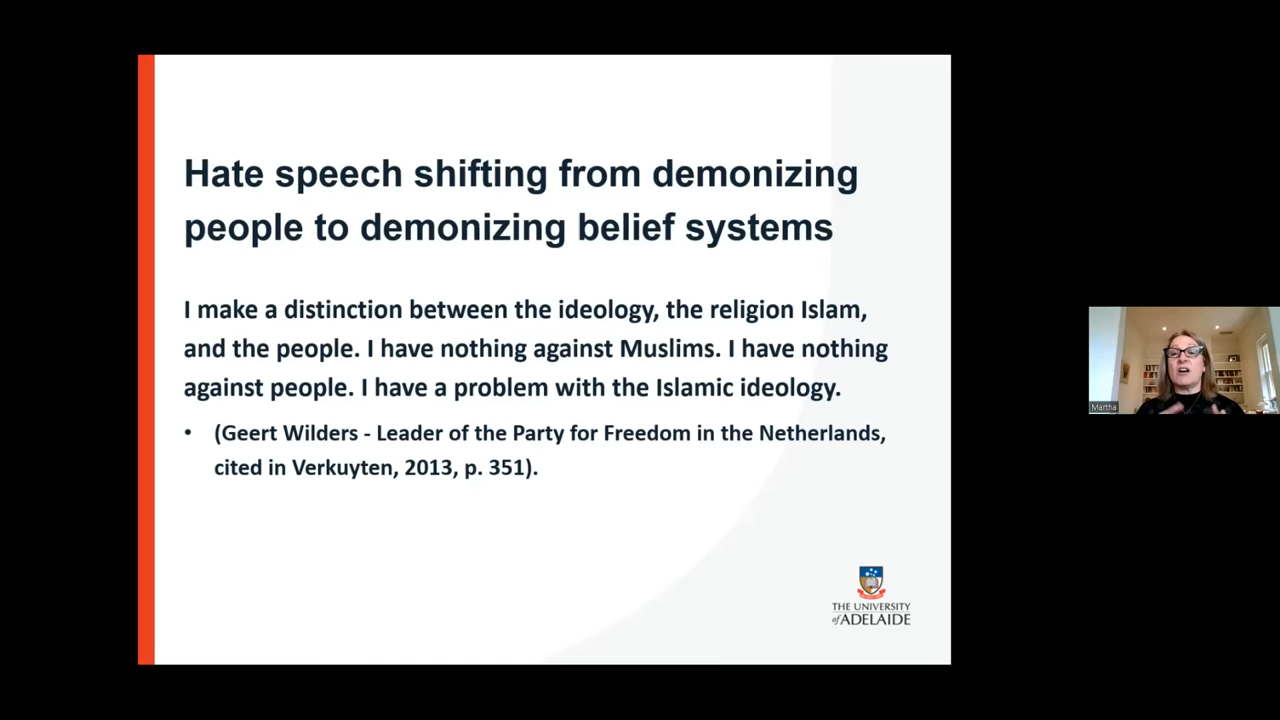 Hate speech shifting from demonizing
people to demonizing belief systems
I make a distinction between the ideology, the religion Islam,
and the people. I have nothing against Muslims. I have nothing
against people. I have a problem with the Islamic ideology.
• (Geert Wilders - Leader of the Party for Freedom in the Netherlands,
cited in Verkuyten, 2013, p. 351).
THE UNIVERSITY
of ADELAIDE
Martha